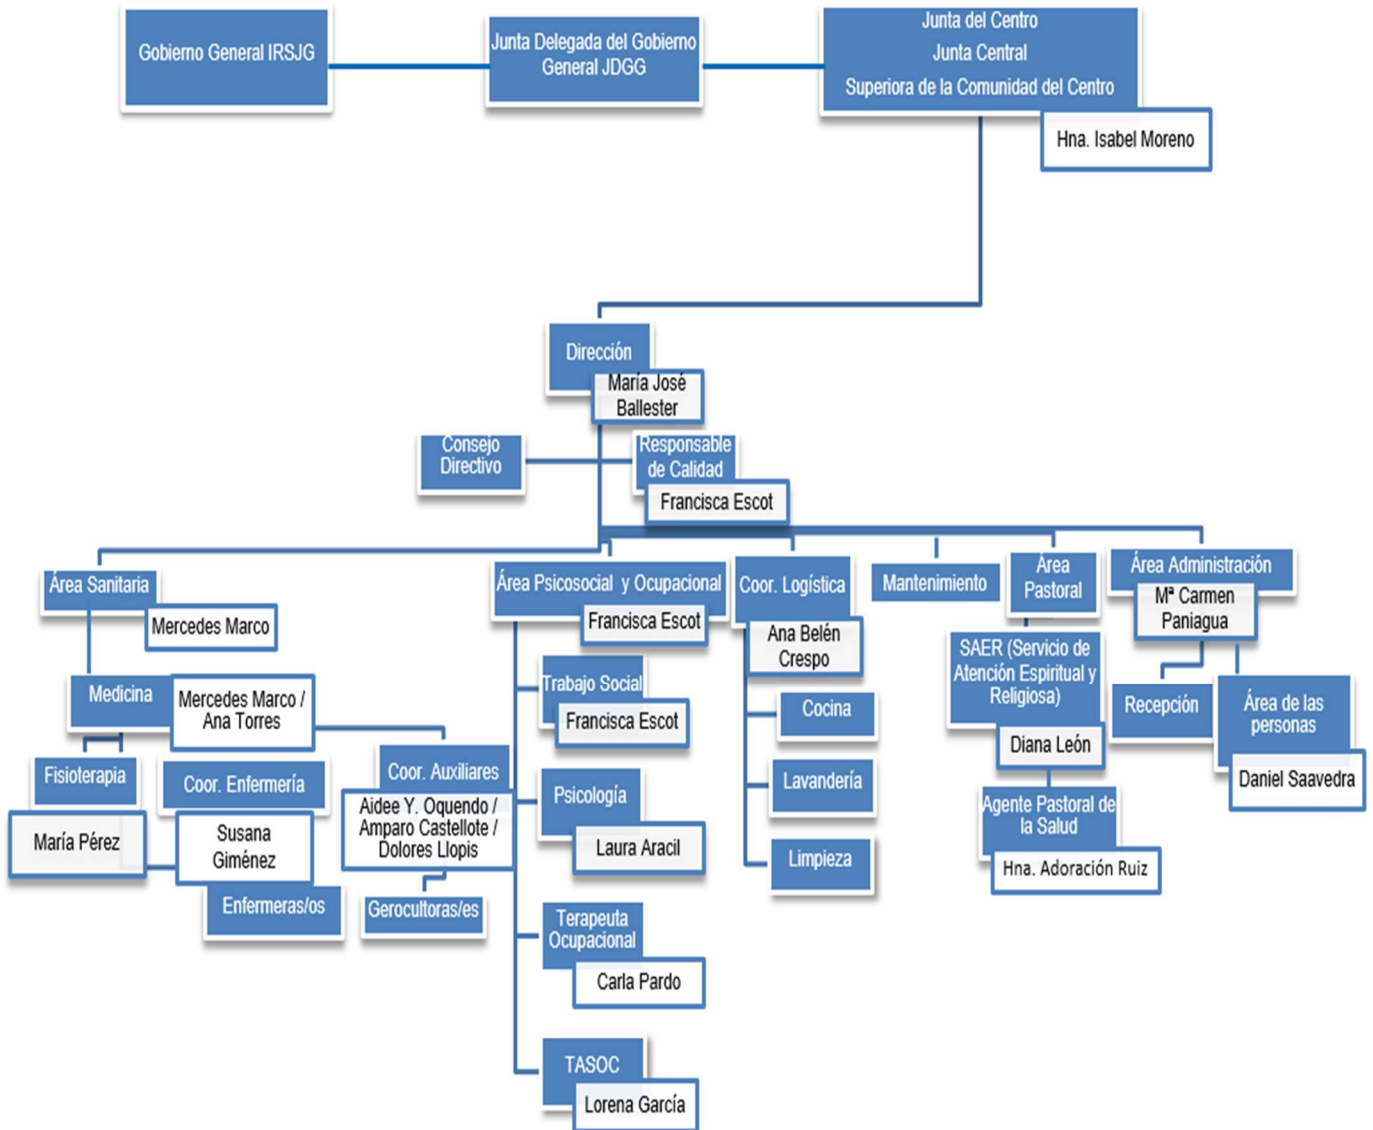 Gobierno General IRSJG
Junta Delegada del Gobierno
General JDGG
Junta del Centro
Junta Central
Superiora de la Comunidad del Centro
Hna. Isabel Moreno
Dirección
María José
Ballester
Consejo
Directivo
Responsable
de Calidad
Francisca Escot
Área Sanitaria
Mercedes Marco
Medicina
Mercedes Marco /
Ana Torres
Fisioterapia
María Pérez
Coor. Enfermería
Susana
Giménez
Enfermeras/os
Coor. Auxiliares
Aidee Y. Oquendo /
Amparo Castellote /
Dolores Llopis
Gerocultoras/es
Área Psicosocial y Ocupacional
Francisca Escot
Trabajo Social
Francisca Escot
Psicología
Laura Aracil
Terapeuta
Ocupacional
Carla Pardo
TASOC
Lorena García
Coor. Logística
Ana Belén
Crespo
Cocina
Lavandería
Limpieza
Mantenimiento
Área
Pastoral
SAER (Servicio de
Atención Espiritual y
Religiosa)
Diana León
Agente Pastoral de
la Salud
Hna. Adoración Ruiz
Área Administración
Mª Carmen
Paniagua
Recepción
Área de las
personas
Daniel Saavedra